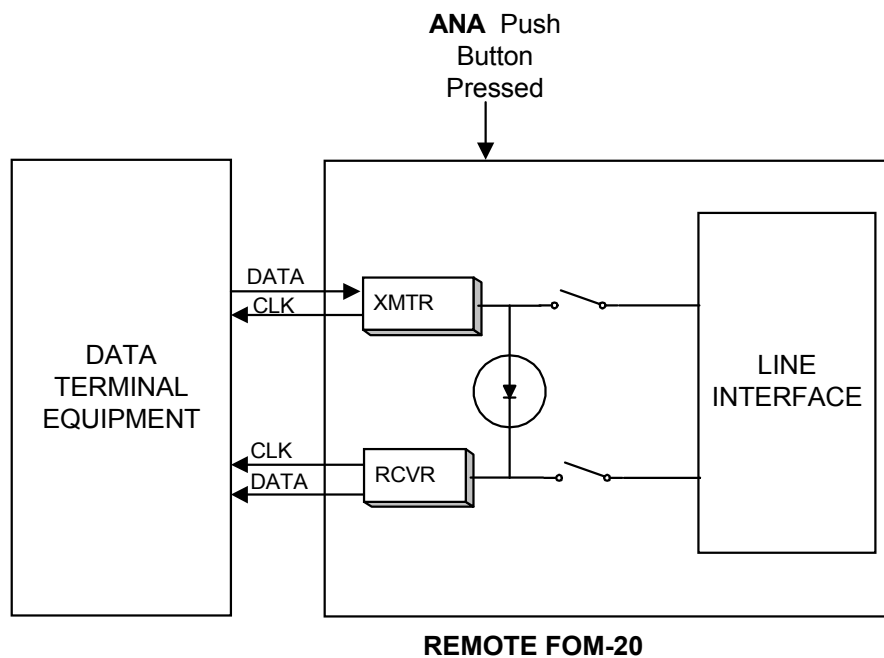 ANA Push
Button
Pressed
DATA
CLK
XMTR
DATA
TERMINAL
EQUIPMENT
LINE
INTERFACE
CLK
DATA
RCVR
REMOTE FOM-20